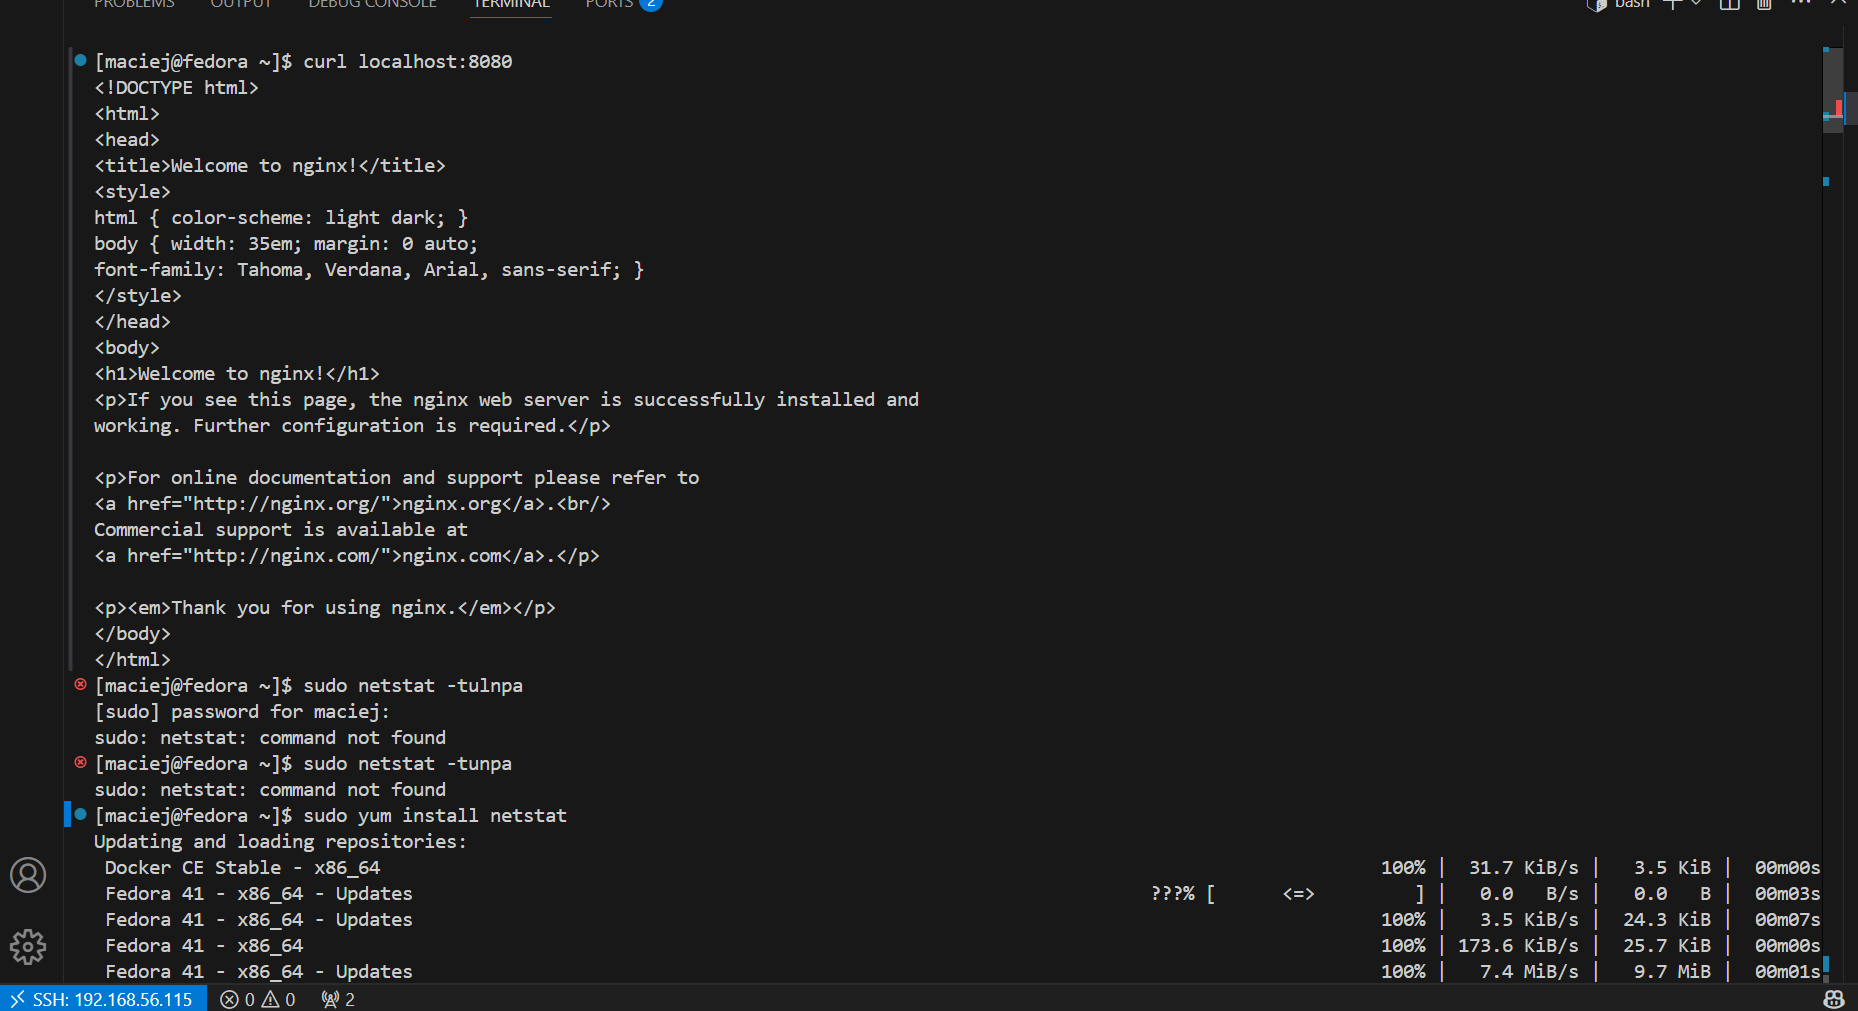 PROBLEMS OUTPUT DEBUG CONSOLE TERMINAL PORTS 2 bash
[maciej@fedora ~]$ curl localhost:8080
<!DOCTYPE html>
<html>
<head>
<title>Welcome to nginx!</title>
<style>
html { color-scheme: light dark; }
body { width: 35em; margin: 0 auto;
font-family: Tahoma, Verdana, Arial, sans-serif; }
</style>
</head>
<body>
<h1>Welcome to nginx!</h1>
<p>If you see this page, the nginx web server is successfully installed and
working. Further configuration is required.</p>

<p>For online documentation and support please refer to
<a href="http://nginx.org/">nginx.org</a>.<br/>
Commercial support is available at
<a href="http://nginx.com/">nginx.com</a>.</p>

<p><em>Thank you for using nginx.</em></p>
</body>
</html>
[maciej@fedora ~]$ sudo netstat -tulnpa
[sudo] password for maciej:
sudo: netstat: command not found
[maciej@fedora ~]$ sudo netstat -tunpa
sudo: netstat: command not found
[maciej@fedora ~]$ sudo yum install netstat
Updating and loading repositories:
Docker CE Stable - x86_64 100% | 31.7 KiB/s | 3.5 KiB | 00m00s
Fedora 41 - x86_64 - Updates ???% [ <=> ] | 0.0 B/s | 0.0 B | 00m03s
Fedora 41 - x86_64 - Updates 100% | 3.5 KiB/s | 24.3 KiB | 00m07s
Fedora 41 - x86_64 100% | 173.6 KiB/s | 25.7 KiB | 00m00s
Fedora 41 - x86_64 - Updates 100% | 7.4 MiB/s | 9.7 MiB | 00m01s
SSH: 192.168.56.115 0 0 2